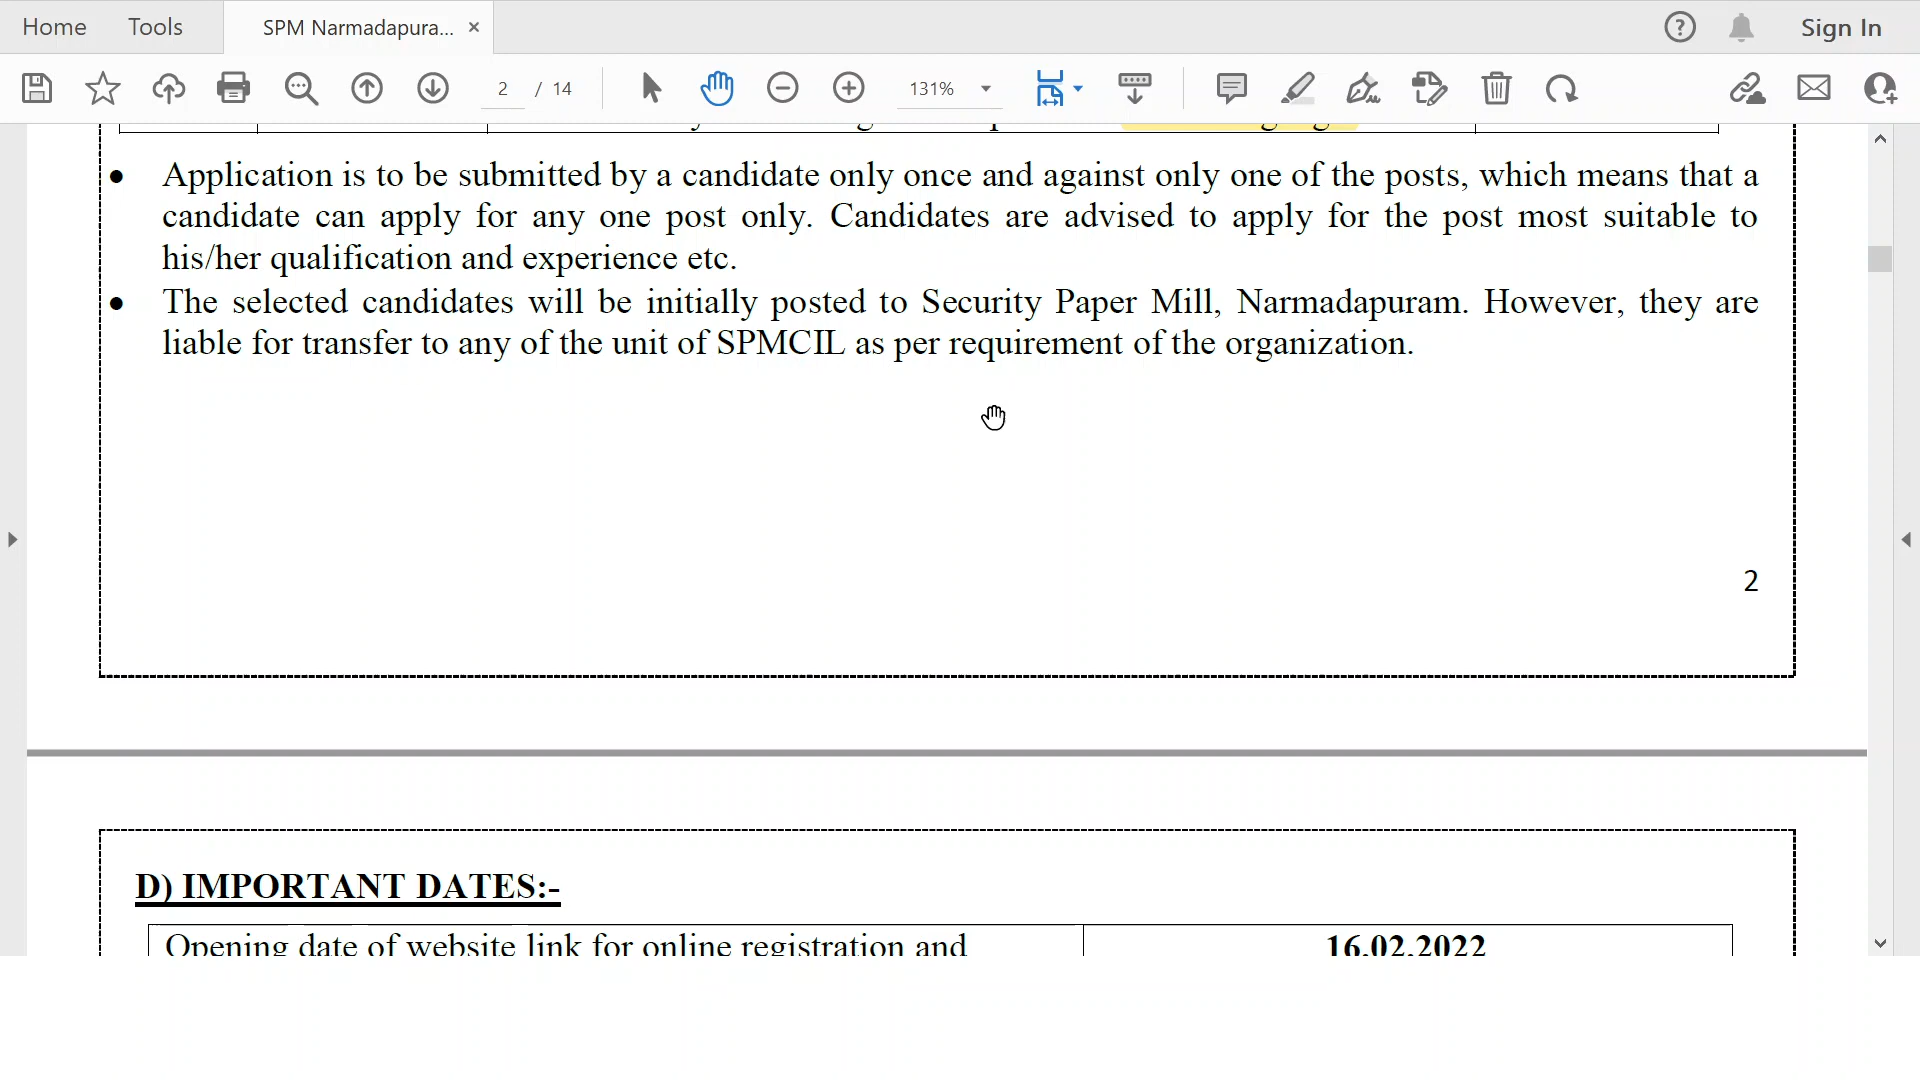 Home Tools SPM Narmadapura... × Sign In
2 / 14 131%
• Application is to be submitted by a candidate only once and against only one of the posts, which means that a
candidate can apply for any one post only. Candidates are advised to apply for the post most suitable to
his/her qualification and experience etc.
• The selected candidates will be initially posted to Security Paper Mill, Narmadapuram. However, they are
liable for transfer to any of the unit of SPMCIL as per requirement of the organization.
2
D) IMPORTANT DATES:-
Opening date of website link for online registration and 16.02.2022